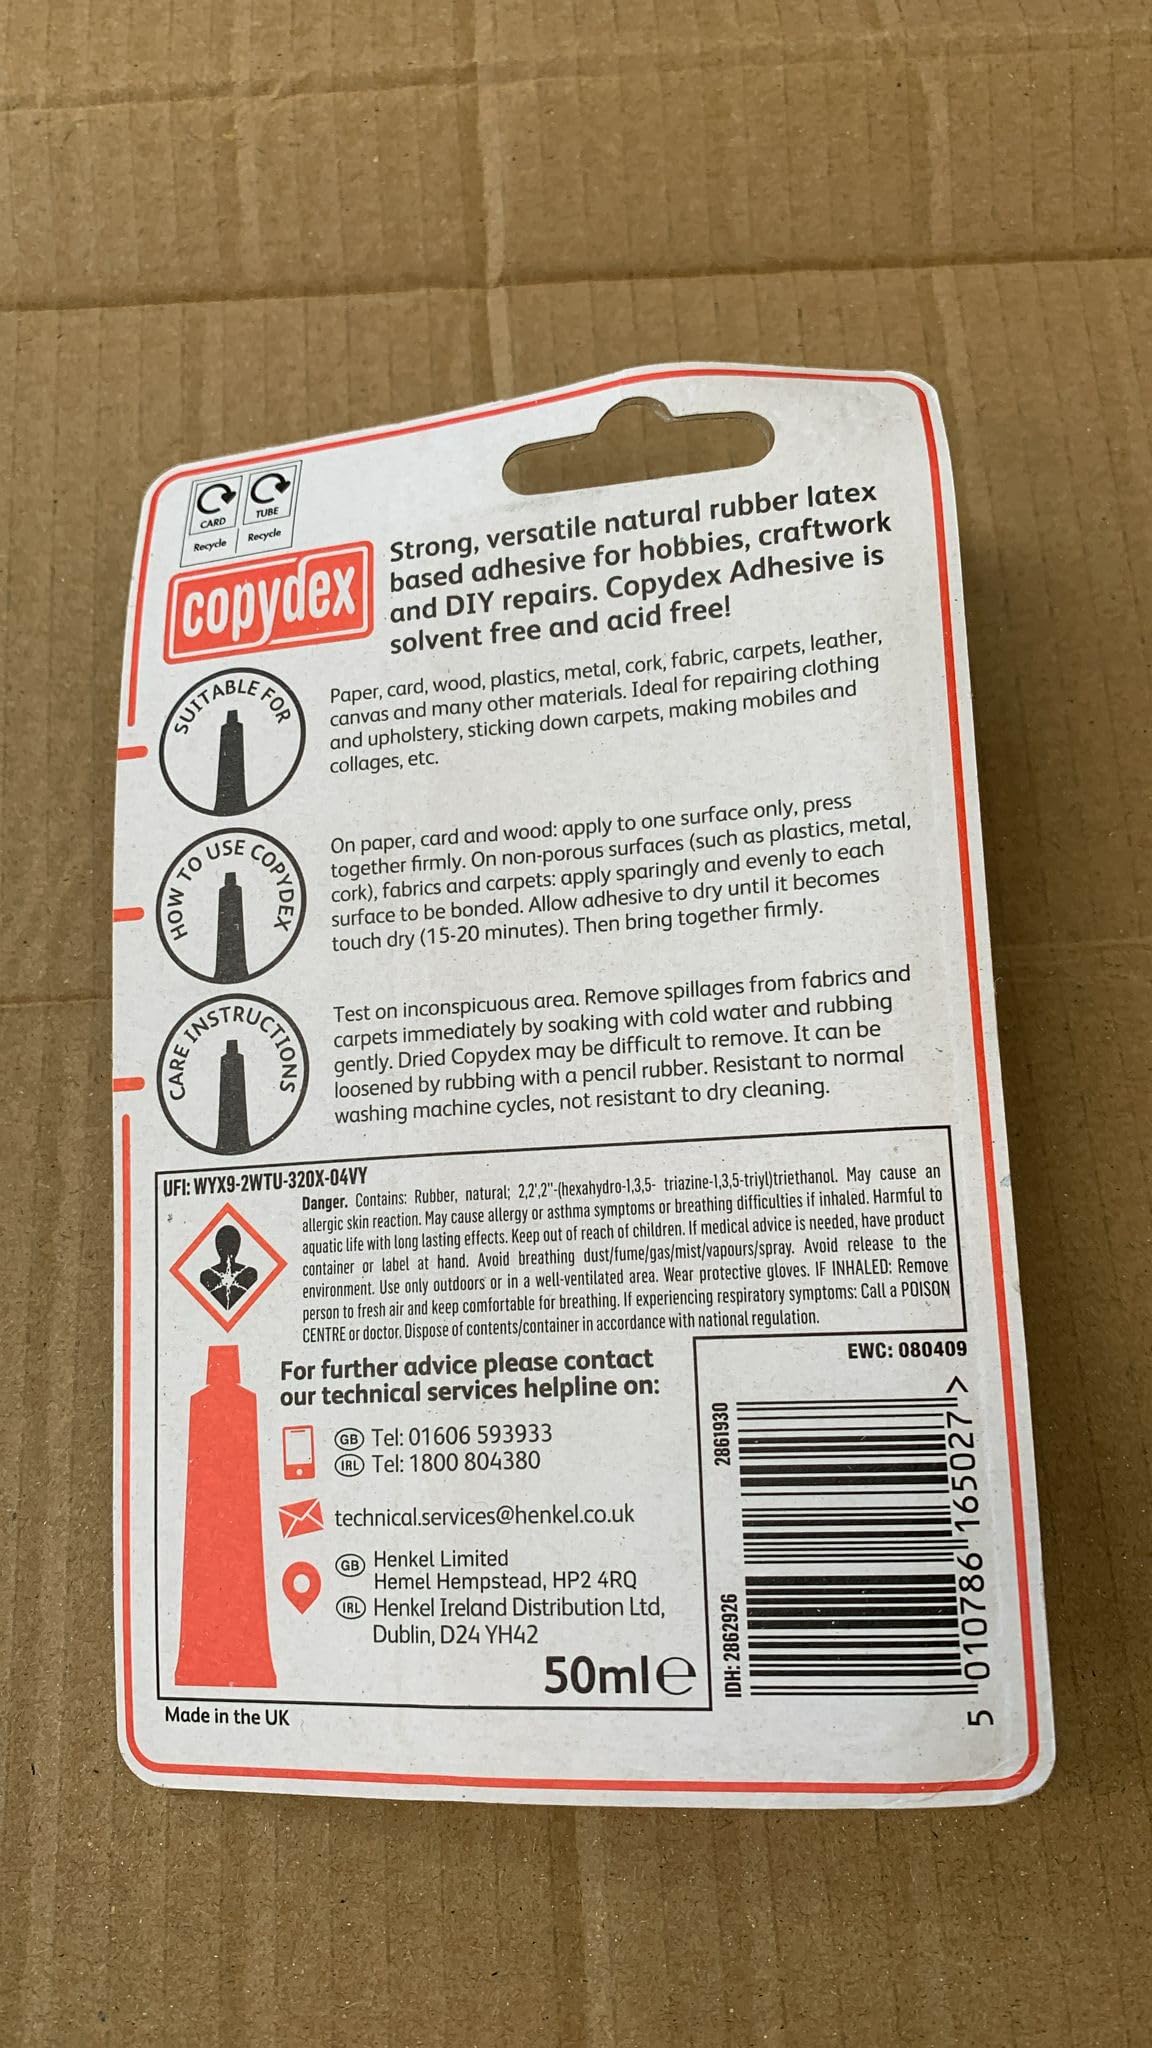 CARD
TUBE
Recycle
Recycle
copydex
Strong, versatile natural rubber latex
based adhesive for hobbies, craftwork
and DIY repairs. Copydex Adhesive is
solvent free and acid free!
SUITABLE FOR
Paper, card, wood, plastics, metal, cork, fabric, carpets, leather,
canvas and many other materials. Ideal for repairing clothing
and upholstery, sticking down carpets, making mobiles and
collages, etc.
HOW TO USE COPYDEX
On paper, card and wood: apply to one surface only, press
together firmly. On non-porous surfaces (such as plastics, metal,
cork), fabrics and carpets: apply sparingly and evenly to each
surface to be bonded. Allow adhesive to dry until it becomes
touch dry (15-20 minutes). Then bring together firmly.
CARE INSTRUCTIONS
Test on inconspicuous area. Remove spillages from fabrics and
carpets immediately by soaking with cold water and rubbing
gently. Dried Copydex may be difficult to remove. It can be
loosened by rubbing with a pencil rubber. Resistant to normal
washing machine cycles, not resistant to dry cleaning.
UFI: WYX9-2WTU-320X-04VY
Danger. Contains: Rubber, natural; 2,2',2"-(hexahydro-1,3,5- triazine-1,3,5-triyl)triethanol. May cause an
allergic skin reaction. May cause allergy or asthma symptoms or breathing difficulties if inhaled. Harmful to
aquatic life with long lasting effects. Keep out of reach of children. If medical advice is needed, have product
container or label at hand. Avoid breathing dust/fume/gas/mist/vapours/spray. Avoid release to the
environment. Use only outdoors or in a well-ventilated area. Wear protective gloves. IF INHALED: Remove
person to fresh air and keep comfortable for breathing. If experiencing respiratory symptoms: Call a POISON
CENTRE or doctor. Dispose of contents/container in accordance with national regulation.
For further advice please contact
our technical services helpline on:
GB Tel: 01606 593933
IRL Tel: 1800 804380
technical.services@henkel.co.uk
GB Henkel Limited
Hemel Hempstead, HP2 4RQ
IRL Henkel Ireland Distribution Ltd,
Dublin, D24 YH42
50ml℮
EWC: 080409
2861930
IDH: 2862926
5 010786 165027 >
Made in the UK